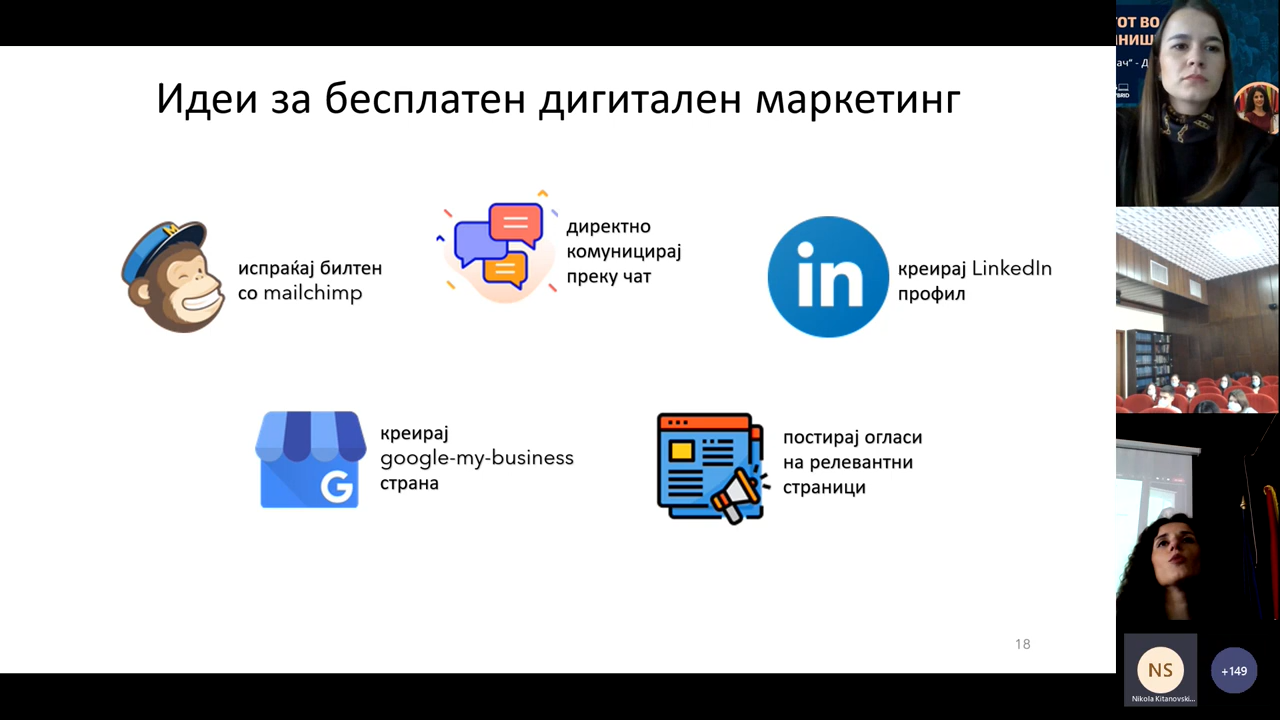 Идеи за бесплатен дигитален маркетинг
испраќај билтен
со mailchimp
директно
комуницирај
преку чат
in
креирај LinkedIn
профил
креирај
google-my-business
страна
G
постирај огласи
на релевантни
страници
18
NS
Nikola Kitanovski...
+149